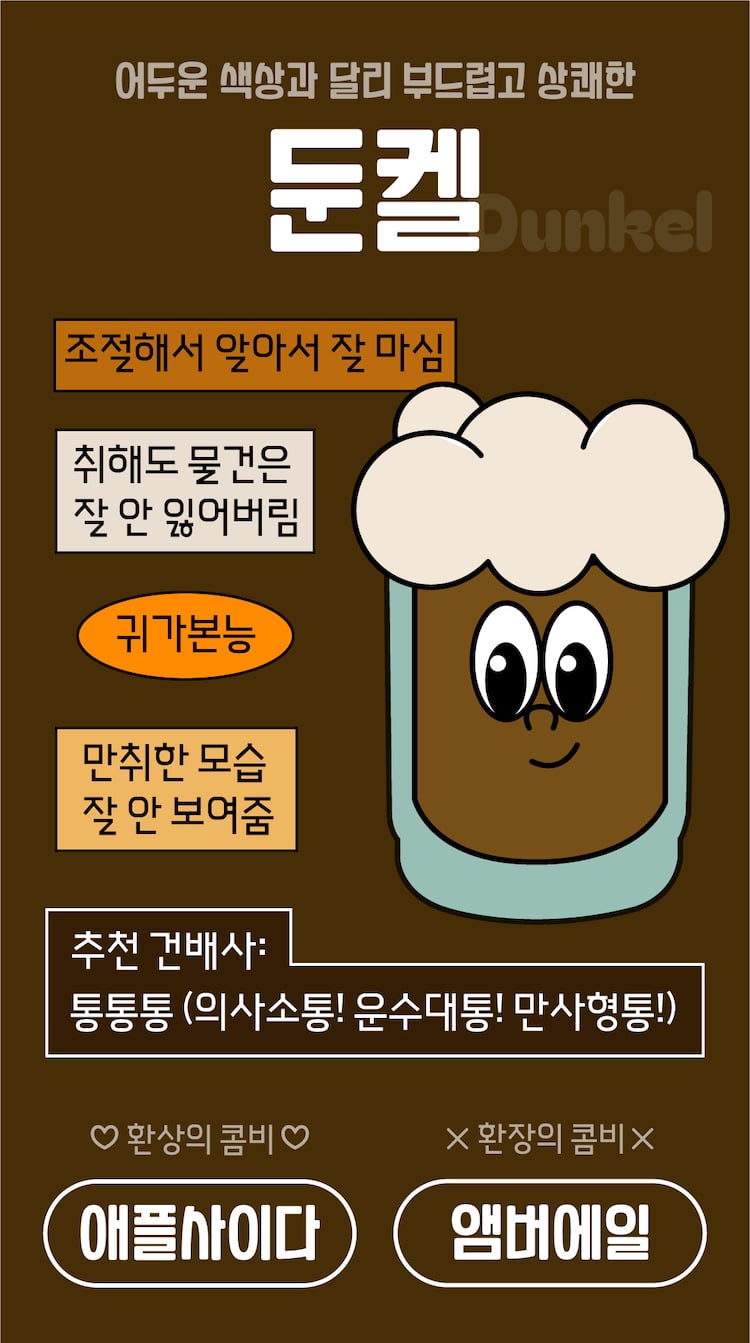 어두운 색상과 달리 부드럽고 상쾌한
둔켈
Dunkel
조절해서 알아서 잘 마심
취해도 물건은
잘 안 잃어버림
귀가본능
만취한 모습
잘 안 보여줌
추천 건배사:
통통통 (의사소통! 운수대통! 만사형통!)
♡ 환상의 콤비 ♡
× 환장의 콤비 ×
애플사이다
앰버에일